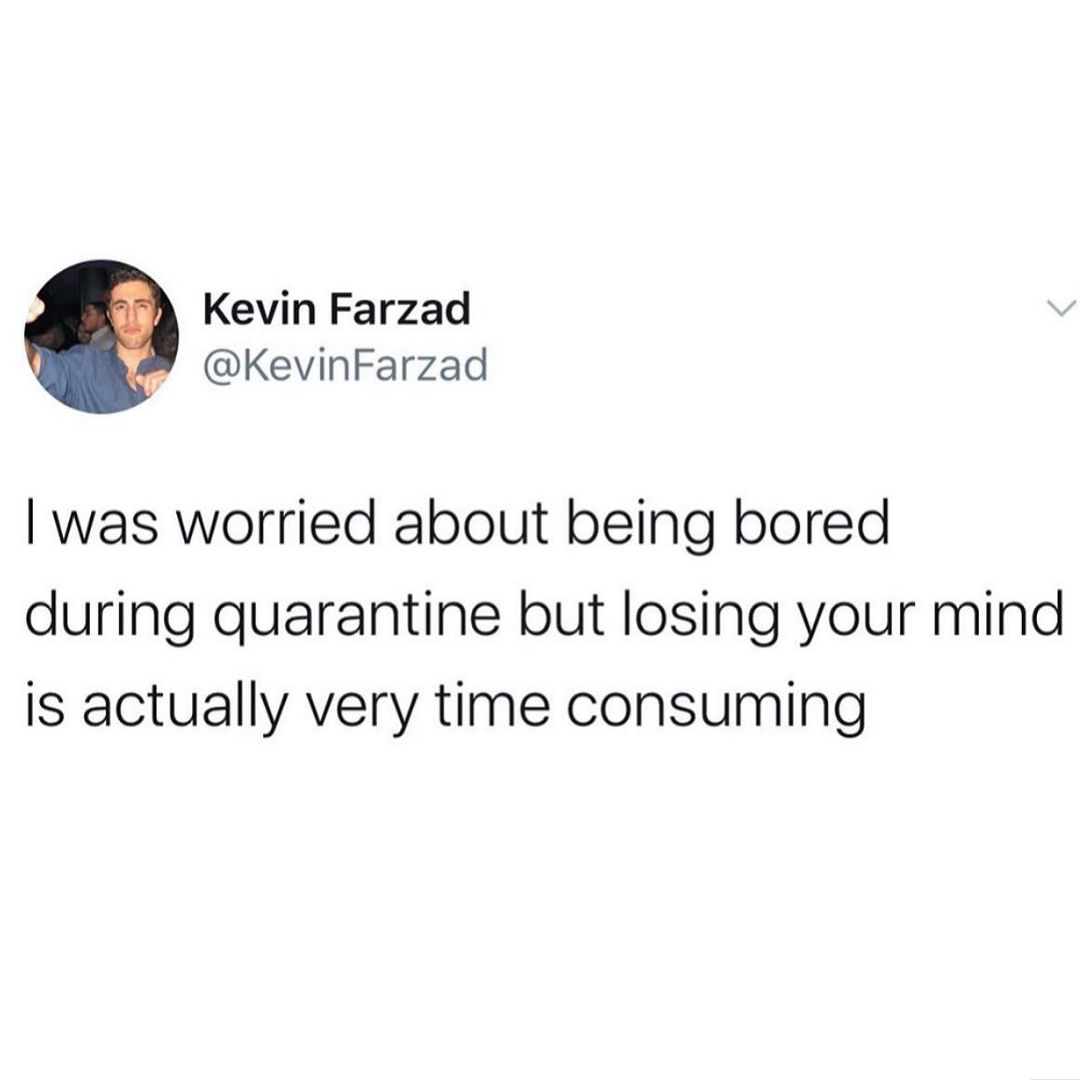 Kevin Farzad
@KevinFarzad
I was worried about being bored
during quarantine but losing your mind
is actually very time consuming